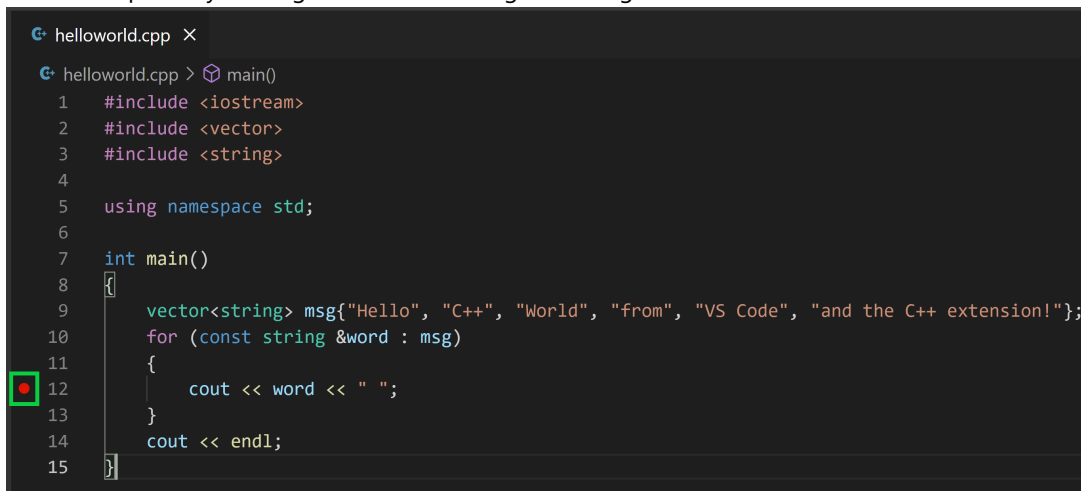 helloworld.cpp ×
helloworld.cpp > main()
1 #include <iostream>
2 #include <vector>
3 #include <string>
4
5 using namespace std;
6
7 int main()
8 {
9     vector<string> msg{"Hello", "C++", "World", "from", "VS Code", "and the C++ extension!"};
10     for (const string &word : msg)
11     {
12         cout << word << " ";
13     }
14     cout << endl;
15 }